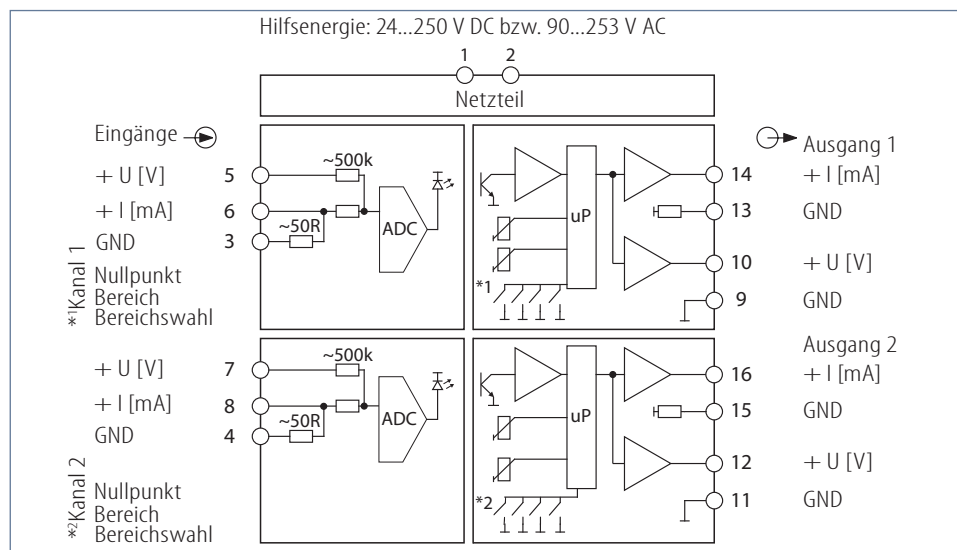 Hilfsenergie: 24...250 V DC bzw. 90...253 V AC
1 2
Netzteil
Eingänge
Ausgang 1
+ U [V] 5
~500k
14 + I [mA]
+ I [mA] 6
13 GND
GND 3
~50R
ADC
uP
10 + U [V]
*¹Kanal 1
Nullpunkt
Bereich
Bereichswahl
*1
9 GND
Ausgang 2
+ U [V] 7
~500k
16 + I [mA]
+ I [mA] 8
15 GND
GND 4
~50R
ADC
uP
12 + U [V]
*²Kanal 2
Nullpunkt
Bereich
Bereichswahl
*2
11 GND